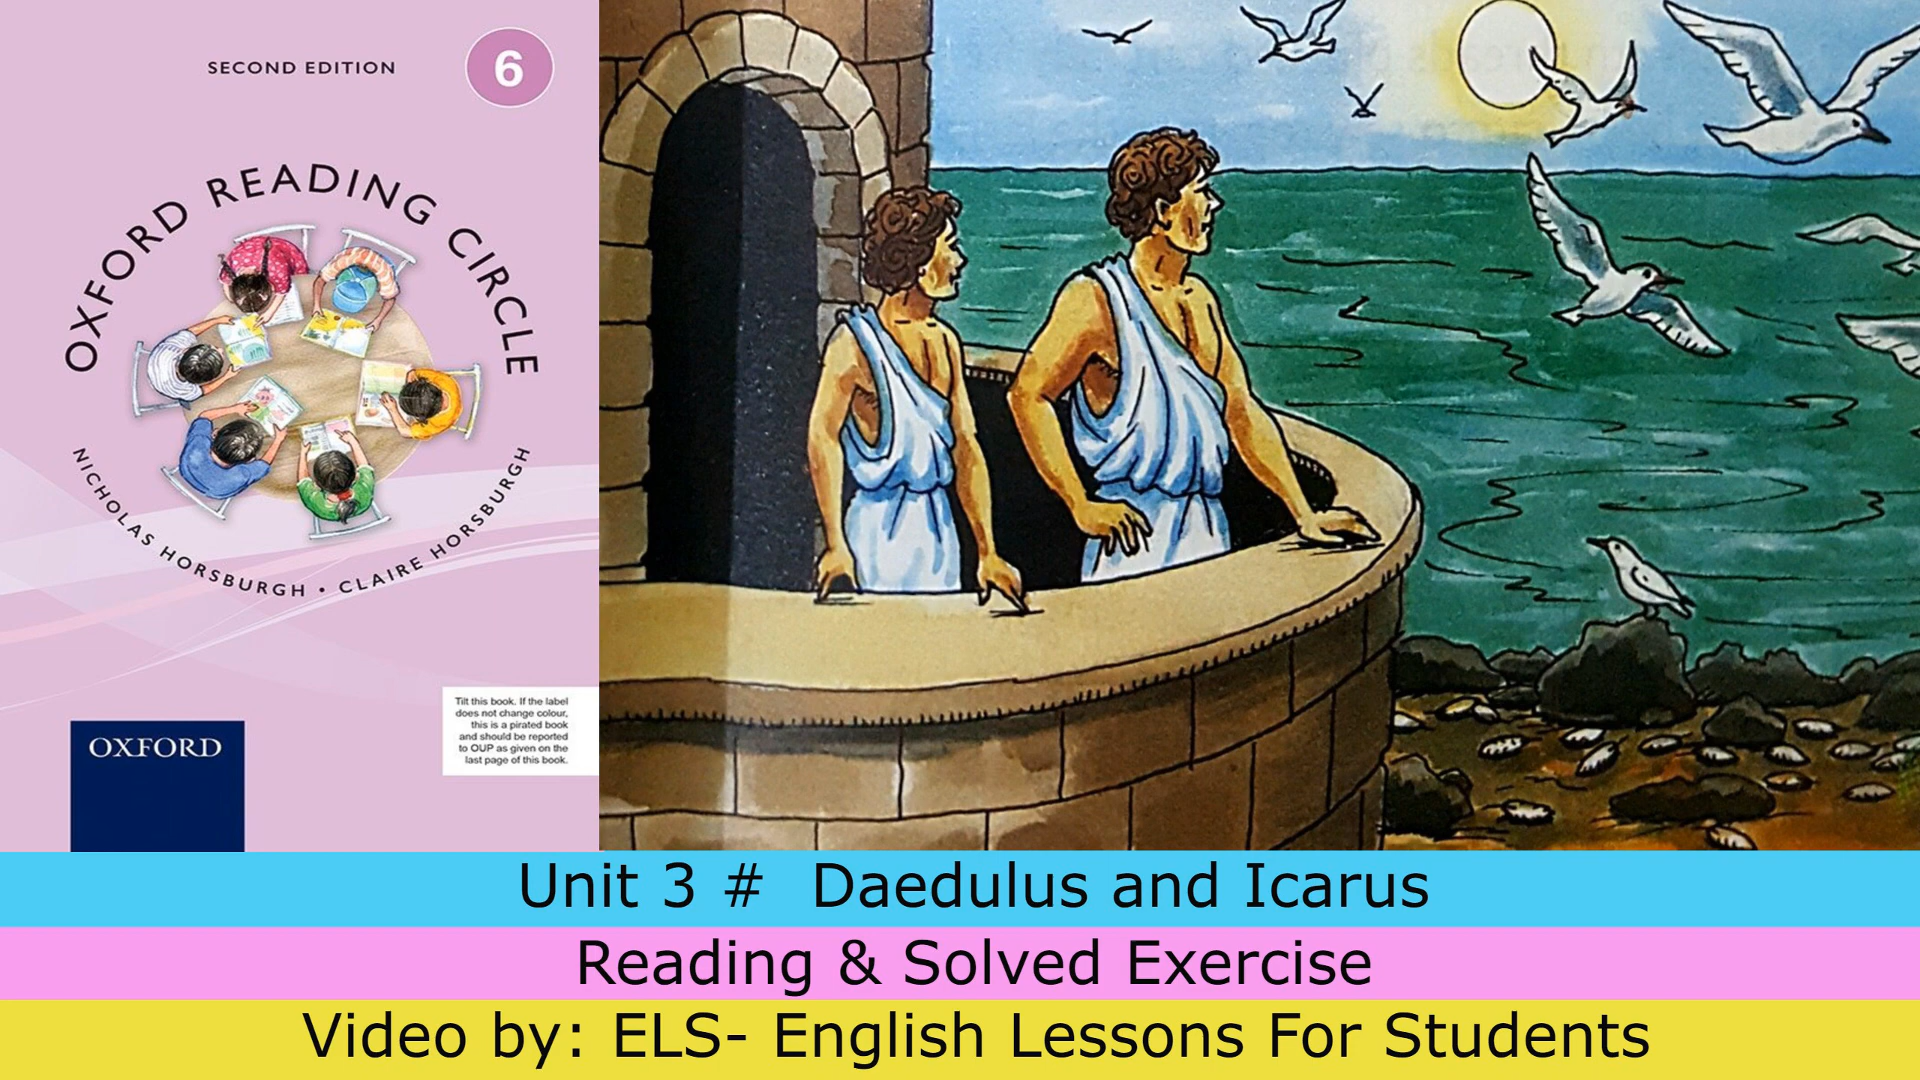 SECOND EDITION
6
OXFORD READING CIRCLE
NICHOLAS HORSBURGH • CLAIRE HORSBURGH
Tilt this book. If the label
does not change colour,
this is a pirated book
and should be reported
to OUP as given on the
last page of this book.
OXFORD
Unit 3 # Daedulus and Icarus
Reading & Solved Exercise
Video by: ELS- English Lessons For Students